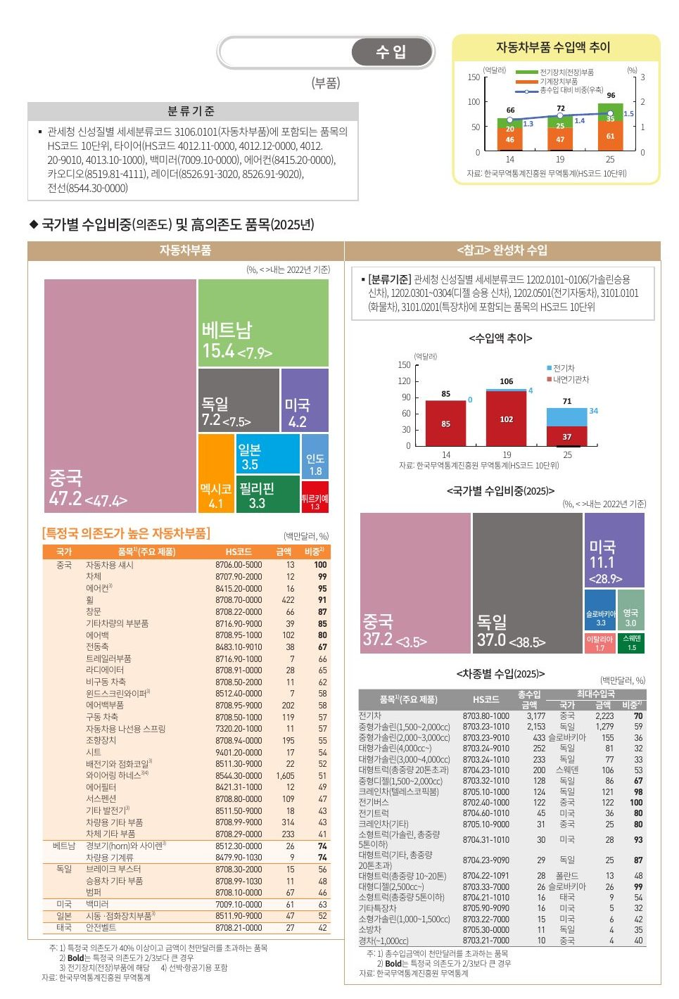 수 입
(부품)
분 류 기 준
▪ 관세청 신성질별 세세분류코드 3106.0101(자동차부품)에 포함되는 품목의
HS코드 10단위, 타이어(HS코드 4012.11-0000, 4012.12-0000, 4012.
20-9010, 4013.10-1000), 백미러(7009.10-0000), 에어컨(8415.20-0000),
카오디오(8519.81-4111), 레이더(8526.91-3020, 8526.91-9020),
전선(8544.30-0000)
자동차부품 수입액 추이
(억달러) (%)
전기장치(전장)부품
기계장치부품
총수입 대비 비중(우축)
150 3
100 2
50 1
0 0
66 72 96
1.3 1.4 1.5
20 25 35
46 47 61
14 19 25
자료: 한국무역통계진흥원 무역통계(HS코드 10단위)
◆ 국가별 수입비중(의존도) 및 高의존도 품목(2025년)
자동차부품
(%, < >내는 2022년 기준)
베트남
15.4 <7.9>
독일
7.2 <7.5>
미국
4.2
중국
47.2 <47.4>
멕시코
4.1
일본
3.5
필리핀
3.3
인도
1.8
튀르키예
1.3
[특정국 의존도가 높은 자동차부품] (백만달러, %)
국가 품목1)(주요 제품) HS코드 금액 비중2)
중국 자동차용 섀시 8706.00-5000 13 100
차체 8707.90-2000 12 99
에어컨3) 8415.20-0000 16 95
휠 8708.70-0000 422 91
창문 8708.22-0000 66 87
기타차량의 부분품 8716.90-9000 39 85
에어백 8708.95-1000 102 80
전동축 8483.10-9010 38 67
트레일러부품 8716.90-1000 7 66
라디에이터 8708.91-0000 28 65
비구동 차축 8708.50-2000 11 62
윈드스크린와이퍼3) 8512.40-0000 7 58
에어백부품 8708.95-9000 202 58
구동 차축 8708.50-1000 119 57
자동차용 나선용 스프링 7320.20-1000 11 57
조향장치 8708.94-0000 195 55
시트 9401.20-0000 17 54
배전기와 점화코일3) 8511.30-9000 22 52
와이어링 하네스3)4) 8544.30-0000 1,605 51
에어필터 8421.31-1000 12 49
서스펜션 8708.80-0000 109 47
기타 발전기3) 8511.50-9000 18 43
차량용 기타 부품 8708.99-9000 314 43
차체 기타 부품 8708.29-0000 233 41
베트남 경보기(horn)와 사이렌3) 8512.30-0000 26 74
차량용 기계류 8479.90-1030 9 74
독일 브레이크 부스터 8708.30-2000 15 56
승용차 기타 부품 8708.99-1030 11 48
범퍼 8708.10-0000 67 46
미국 백미러 7009.10-0000 61 63
일본 시동·점화장치부품3) 8511.90-9000 47 52
태국 안전벨트 8708.21-0000 27 42
주: 1) 특정국 의존도가 40% 이상이고 금액이 천만달러를 초과하는 품목
2) Bold는 특정국 의존도가 2/3보다 큰 경우
3) 전기장치(전장)부품에 해당 4) 선박·항공기용 포함
자료: 한국무역통계진흥원 무역통계
<참고> 완성차 수입
▪ [분류기준] 관세청 신성질별 세세분류코드 1202.0101~0106(가솔린승용
신차), 1202.0301~0304(디젤 승용 신차), 1202.0501(전기자동차), 3101.0101
(화물차), 3101.0201(특장차)에 포함되는 품목의 HS코드 10단위
<수입액 추이>
(억달러)
전기차
내연기관차
150
120
90
60
30
0
85 106 71
0 4 34
85 102 37
14 19 25
자료: 한국무역통계진흥원 무역통계(HS코드 10단위)
<국가별 수입비중(2025)>
(%, < >내는 2022년 기준)
중국
37.2 <3.5>
독일
37.0 <38.5>
미국
11.1
<28.9>
슬로바키아
3.3
영국
3.0
이탈리아
1.7
스웨덴
1.5
<차종별 수입(2025)>
(백만달러, %)
품목1)(주요 제품) HS코드 총수입 금액 최대수입국
국가 금액 비중2)
전기차 8703.80-1000 3,177 중국 2,223 70
중형가솔린(1,500~2,000cc) 8703.23-1010 2,153 독일 1,279 59
중형가솔린(2,000~3,000cc) 8703.23-9010 433 슬로바키아 155 36
대형가솔린(4,000cc~) 8703.24-9010 252 독일 81 32
대형가솔린(3,000~4,000cc) 8703.24-1010 233 독일 77 33
대형트럭(총중량 20톤초과) 8704.23-1010 200 스웨덴 106 53
중형디젤(1,500~2,000cc) 8703.32-1010 128 독일 86 67
크레인차(텔레스코픽붐) 8705.10-1000 124 독일 121 98
전기버스 8702.40-1000 122 중국 122 100
전기트럭 8704.60-1010 45 미국 36 80
크레인차(기타) 8705.10-9000 31 중국 25 80
소형트럭(가솔린, 총중량
5톤이하) 8704.31-1010 30 미국 28 93
대형트럭(기타, 총중량
20톤초과) 8704.23-9090 29 독일 25 87
대형트럭(총중량 10~20톤) 8704.22-1091 28 폴란드 13 48
대형디젤(2,500cc~) 8703.33-7000 26 슬로바키아 26 99
소형트럭(총중량 5톤이하) 8704.21-1010 16 태국 9 54
기타특장차 8705.90-9090 16 미국 5 32
소형가솔린(1,000~1,500cc) 8703.22-7000 15 미국 6 42
소방차 8705.30-0000 11 독일 4 35
경차(~1,000cc) 8703.21-7000 10 중국 4 40
주: 1) 총수입금액이 천만달러를 초과하는 품목
2) Bold는 특정국 의존도가 2/3보다 큰 경우
자료: 한국무역통계진흥원 무역통계